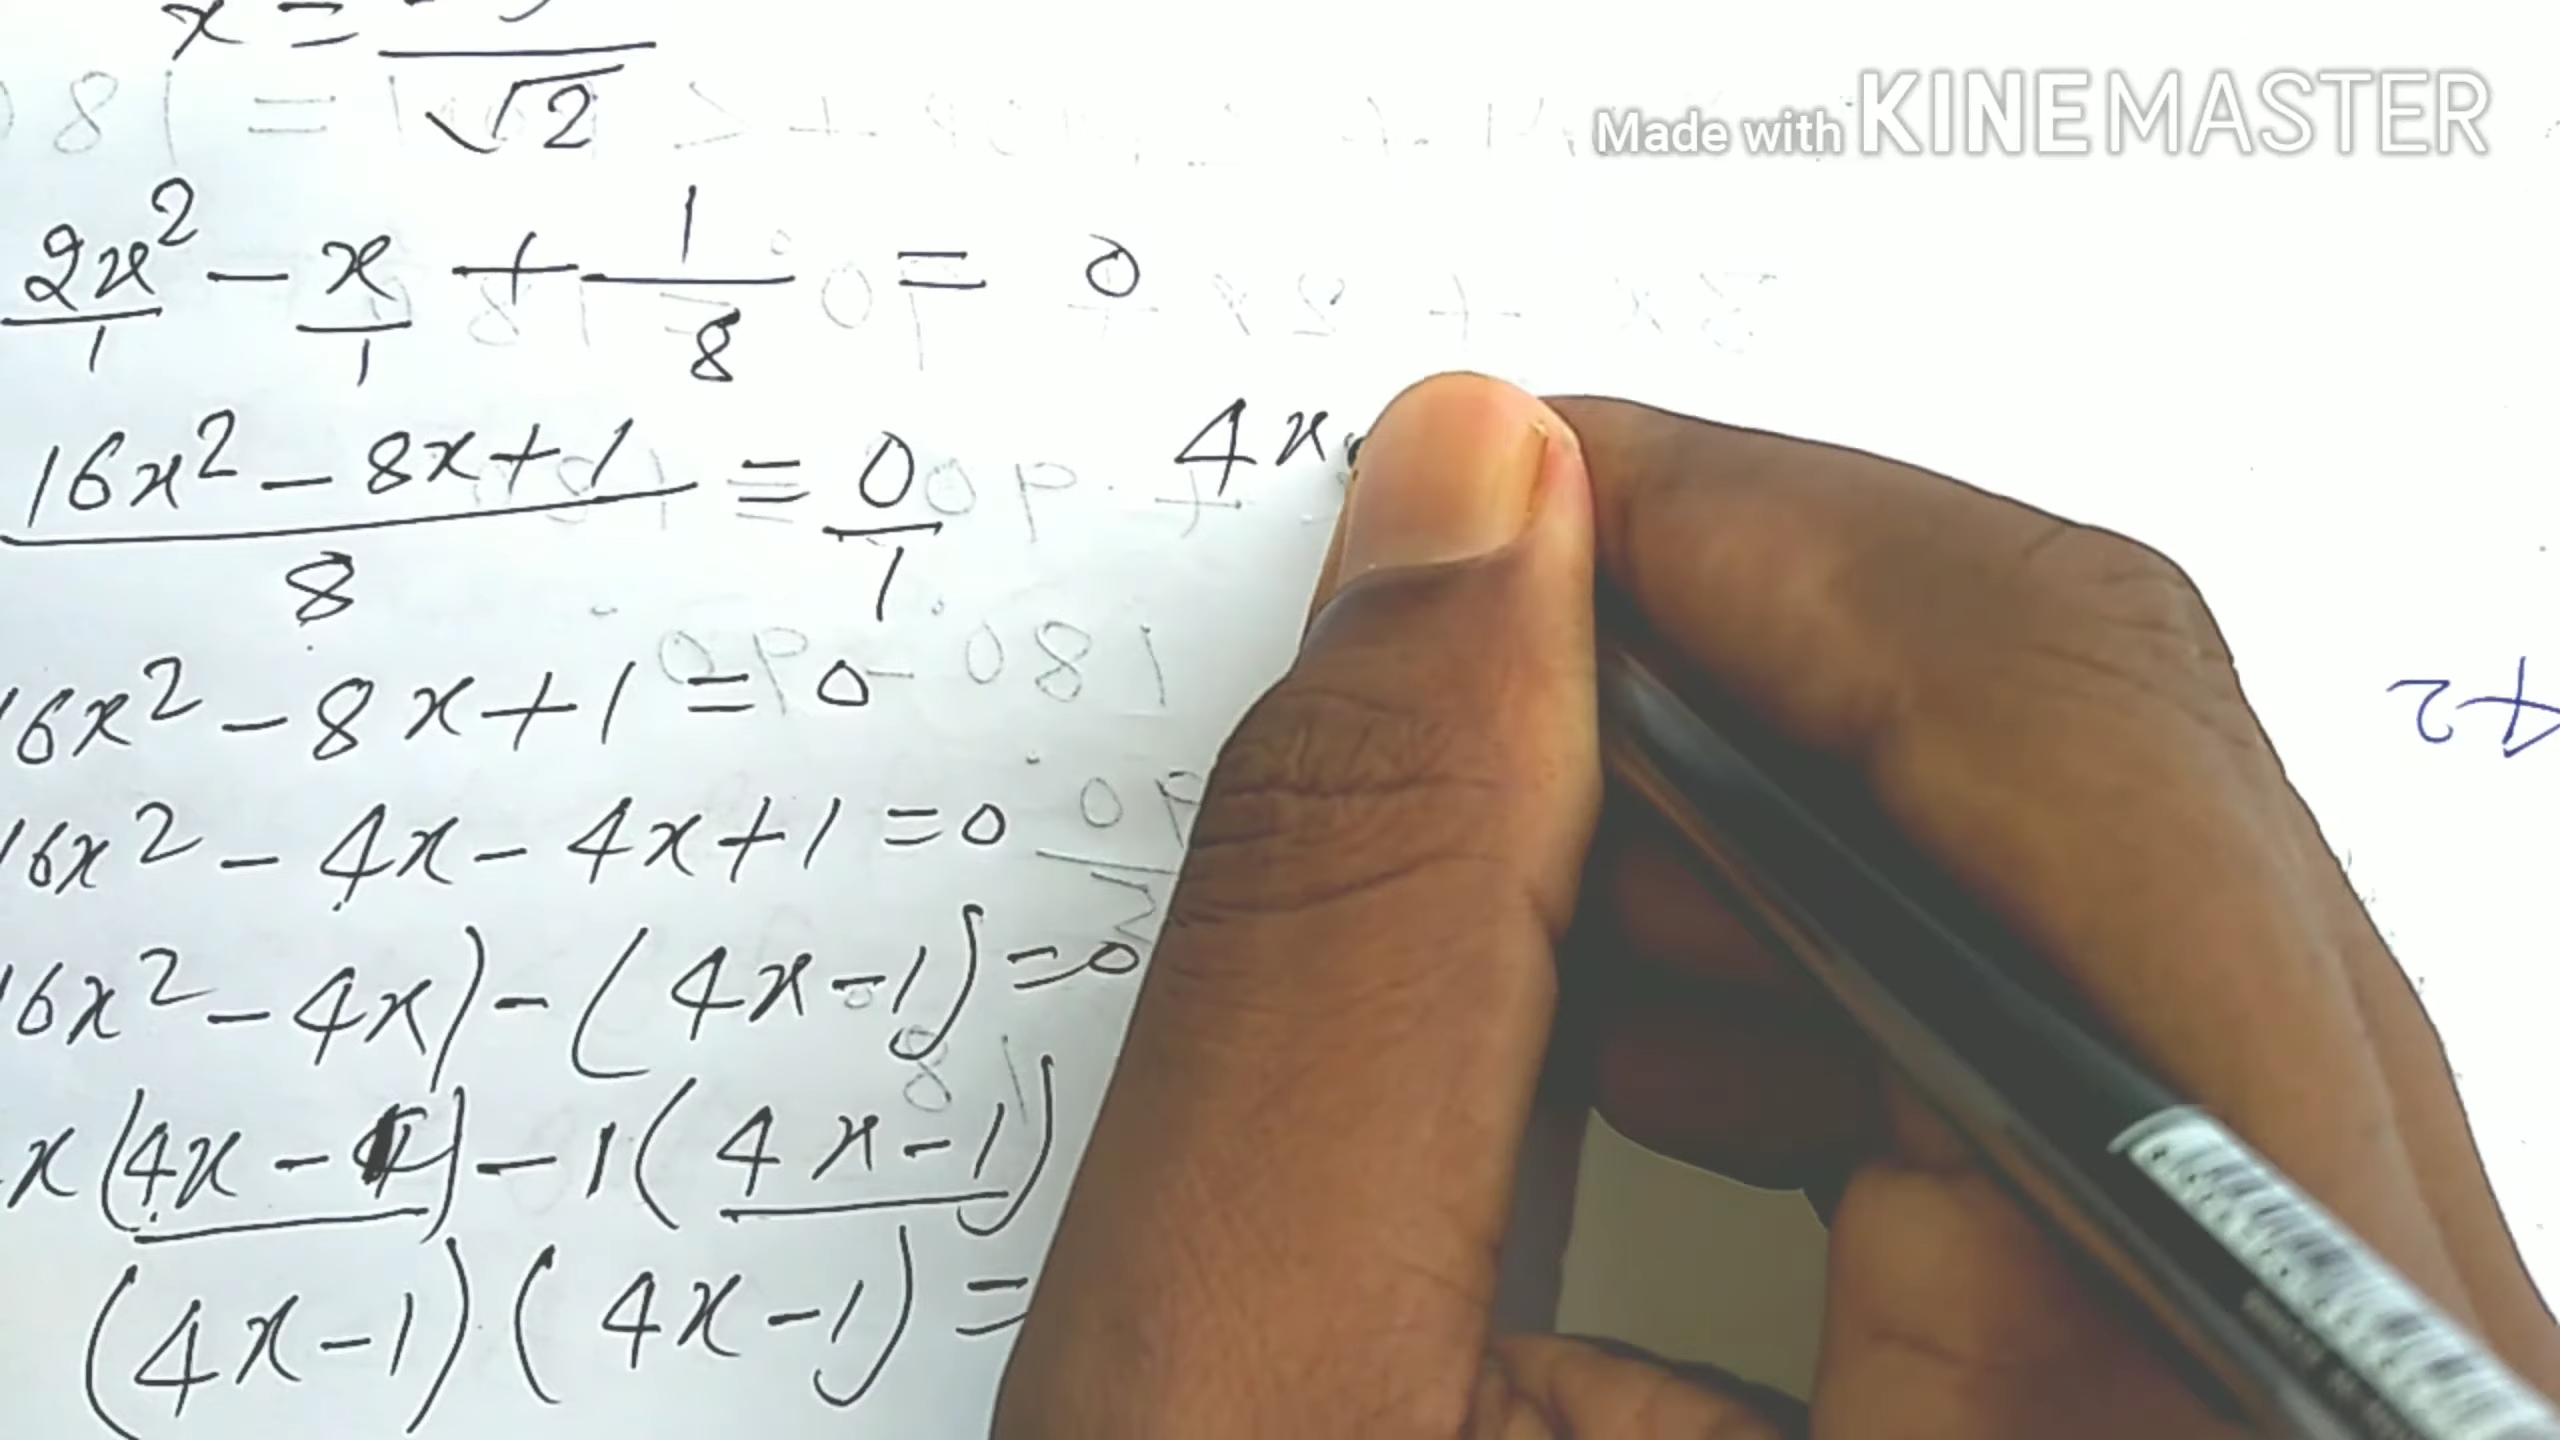 x =
√2
Made with KINEMASTER
2x²/1 - x/1 + 1/8 = 0
(16x² - 8x + 1)/8 = 0/1
4x
16x² - 8x + 1 = 0
42
16x² - 4x - 4x + 1 = 0
16x² - 4x) - (4x - 1) = 0
x(4x - 1) - 1(4x - 1)
(4x - 1)(4x - 1) =